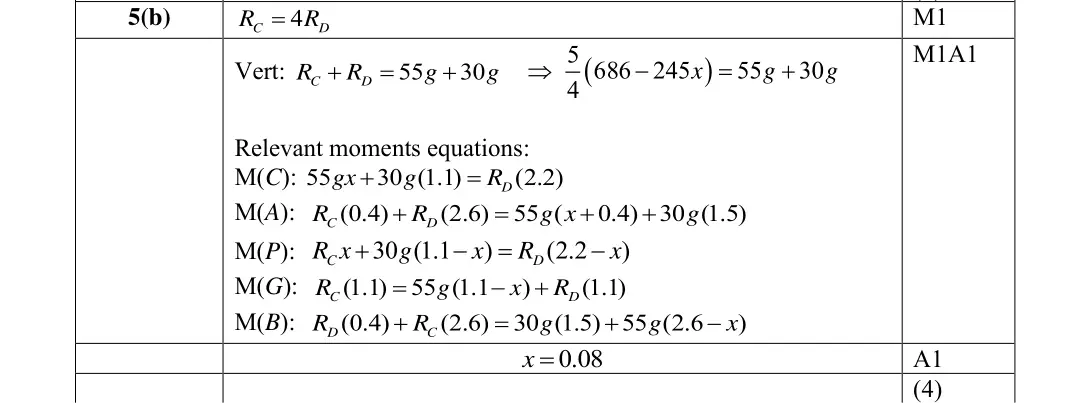 5(b) R_C = 4R_D M1
Vert: R_C + R_D = 55g + 30g ⇒ 5/4 (686 − 245x) = 55g + 30g M1A1
Relevant moments equations:
M(C): 55gx + 30g(1.1) = R_D(2.2)
M(A): R_C(0.4) + R_D(2.6) = 55g(x + 0.4) + 30g(1.5)
M(P): R_C x + 30g(1.1 − x) = R_D(2.2 − x)
M(G): R_C(1.1) = 55g(1.1 − x) + R_D(1.1)
M(B): R_D(0.4) + R_C(2.6) = 30g(1.5) + 55g(2.6 − x)
x = 0.08 A1
(4)